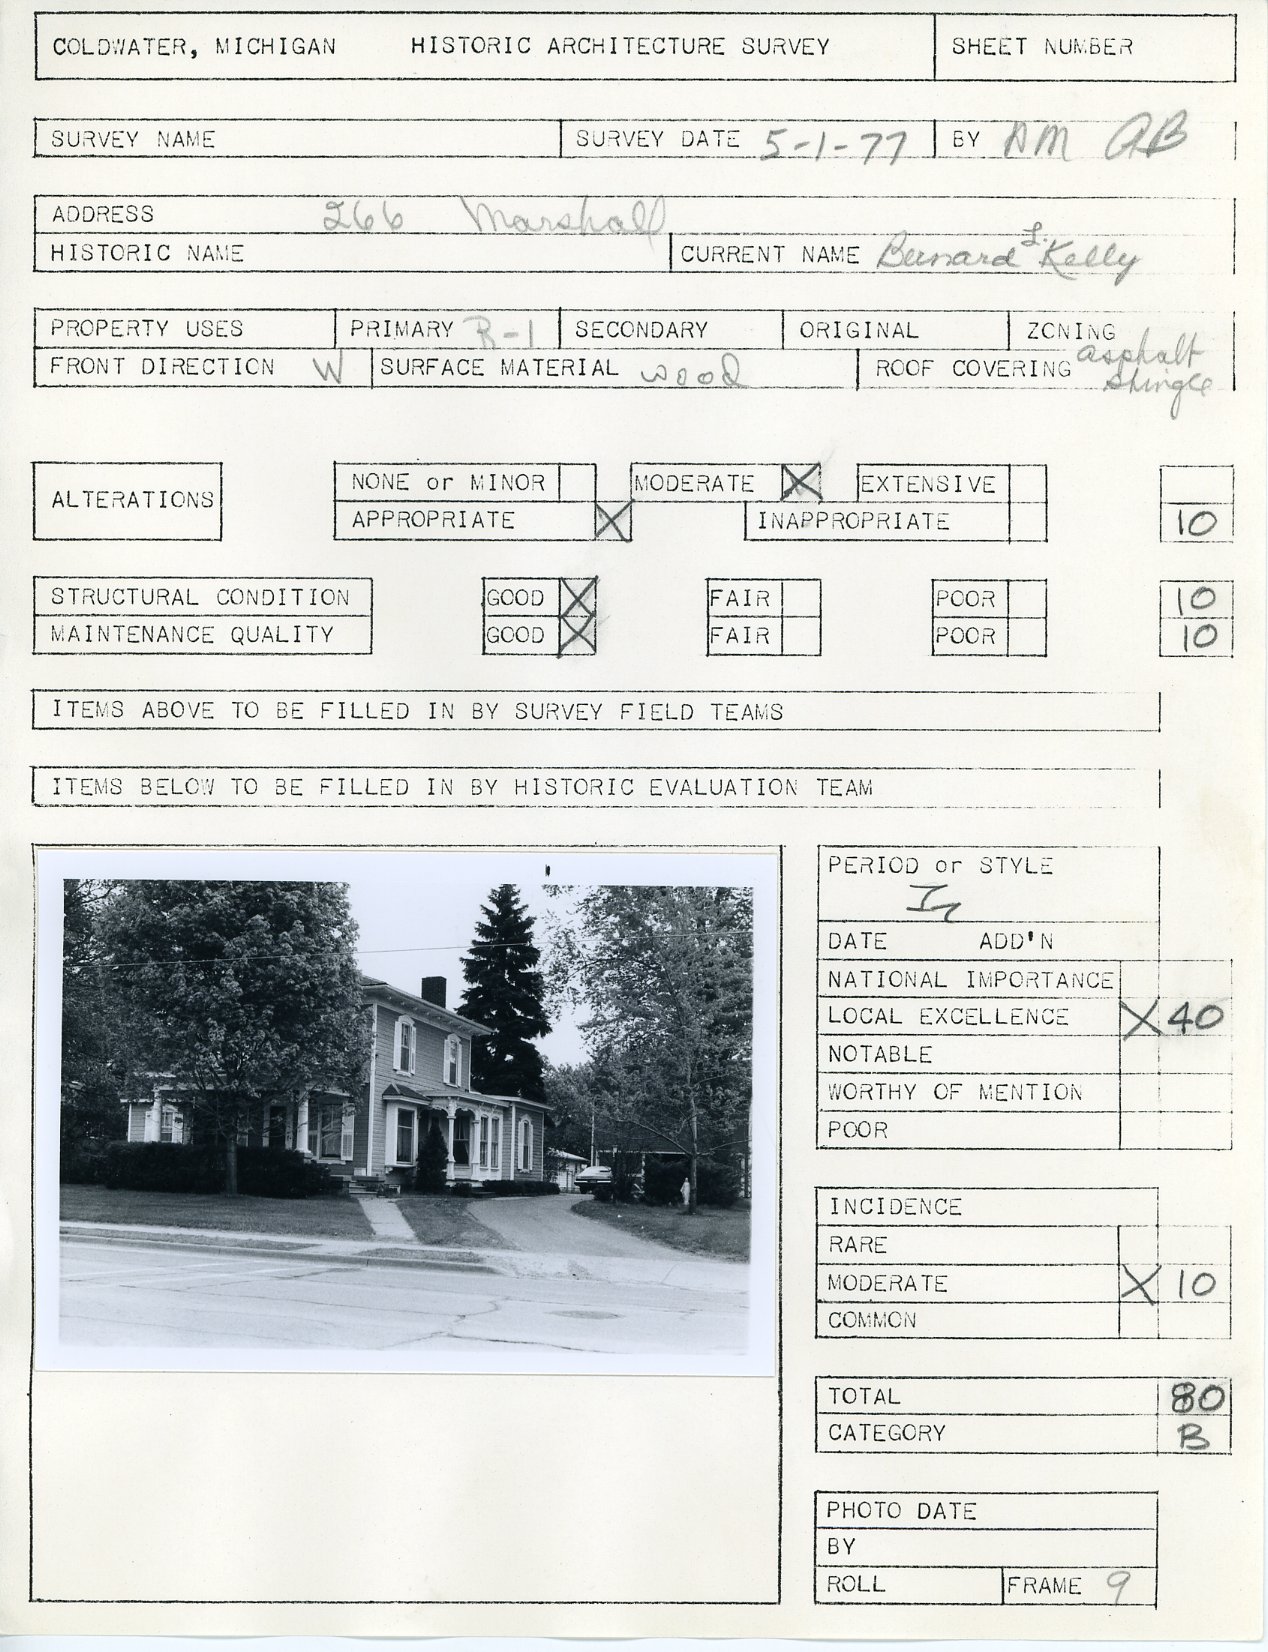 COLDWATER, MICHIGAN HISTORIC ARCHITECTURE SURVEY SHEET NUMBER
SURVEY NAME SURVEY DATE 5-1-77 BY DM AB
ADDRESS 266 Marshall
HISTORIC NAME CURRENT NAME Bernard L. Kelly
PROPERTY USES PRIMARY R-1 SECONDARY ORIGINAL ZONING
FRONT DIRECTION W SURFACE MATERIAL wood ROOF COVERING asphalt shingle
ALTERATIONS NONE or MINOR MODERATE X EXTENSIVE
APPROPRIATE X INAPPROPRIATE 10
STRUCTURAL CONDITION GOOD X FAIR POOR 10
MAINTENANCE QUALITY GOOD X FAIR POOR 10
ITEMS ABOVE TO BE FILLED IN BY SURVEY FIELD TEAMS
ITEMS BELOW TO BE FILLED IN BY HISTORIC EVALUATION TEAM
PERIOD or STYLE
DATE ADD'N
NATIONAL IMPORTANCE
LOCAL EXCELLENCE X 40
NOTABLE
WORTHY OF MENTION
POOR
INCIDENCE
RARE
MODERATE X 10
COMMON
TOTAL 80
CATEGORY B
PHOTO DATE
BY
ROLL FRAME 9